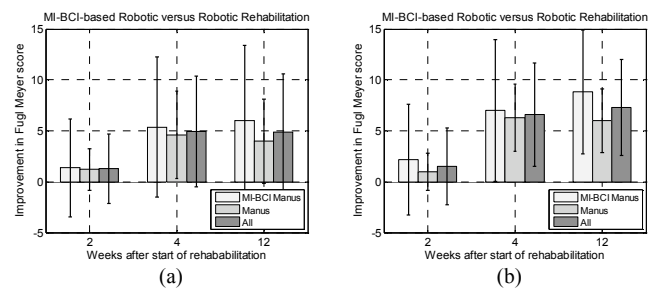 MI-BCI-based Robotic versus Robotic Rehabilitation
15
10
5
0
-5
Improvement in Fugl Meyer score
2
4
12
Weeks after start of rehababilitation
MI-BCI Manus
Manus
All
(a)
MI-BCI-based Robotic versus Robotic Rehabilitation
15
10
5
0
-5
Improvement in Fugl Meyer score
2
4
12
Weeks after start of rehababilitation
MI-BCI Manus
Manus
All
(b)